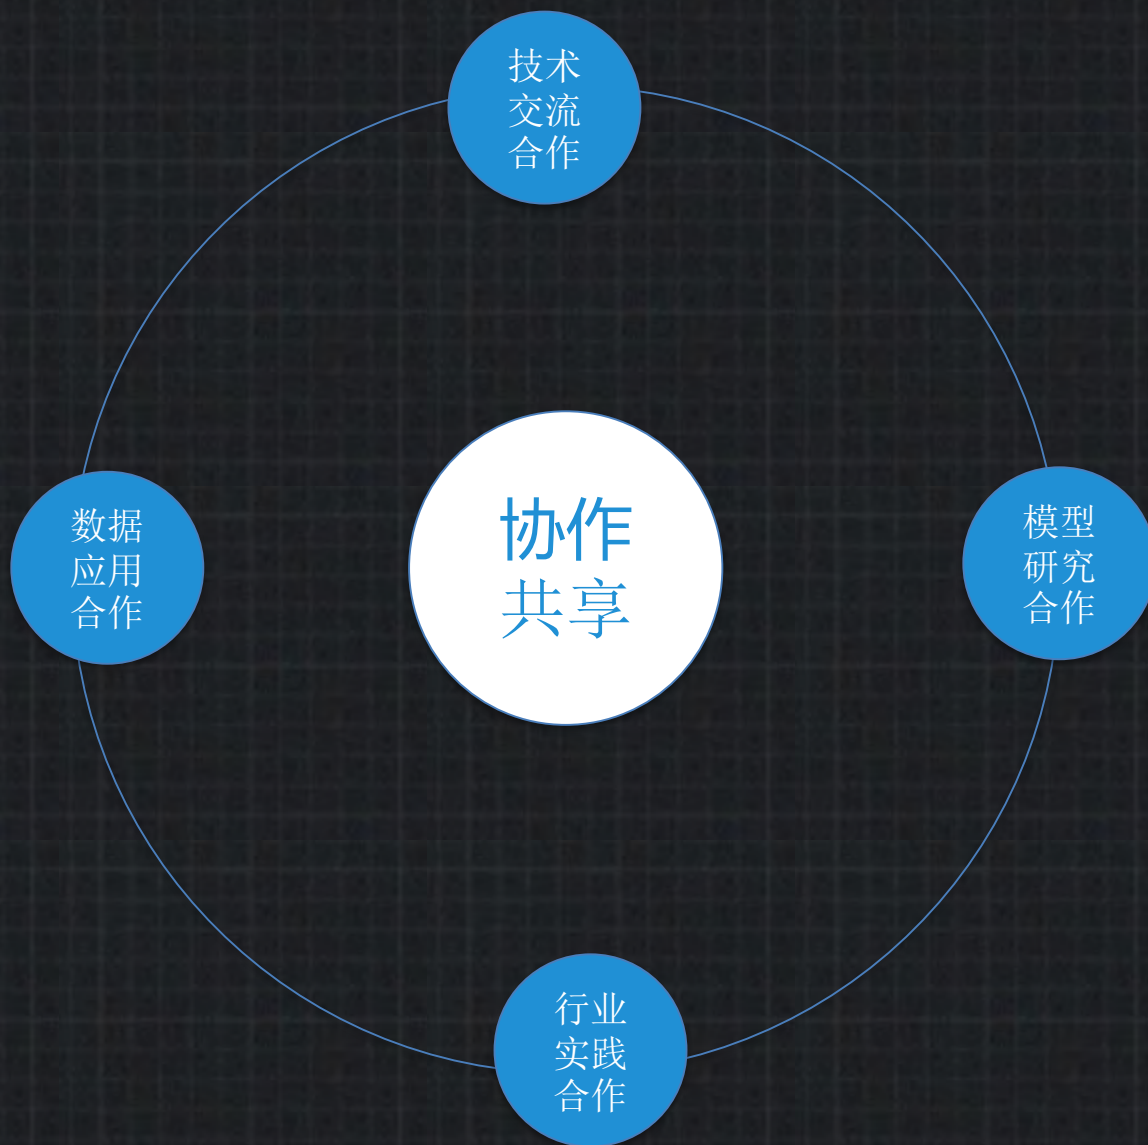 技术
交流
合作
数据
应用
合作
协作
共享
模型
研究
合作
行业
实践
合作